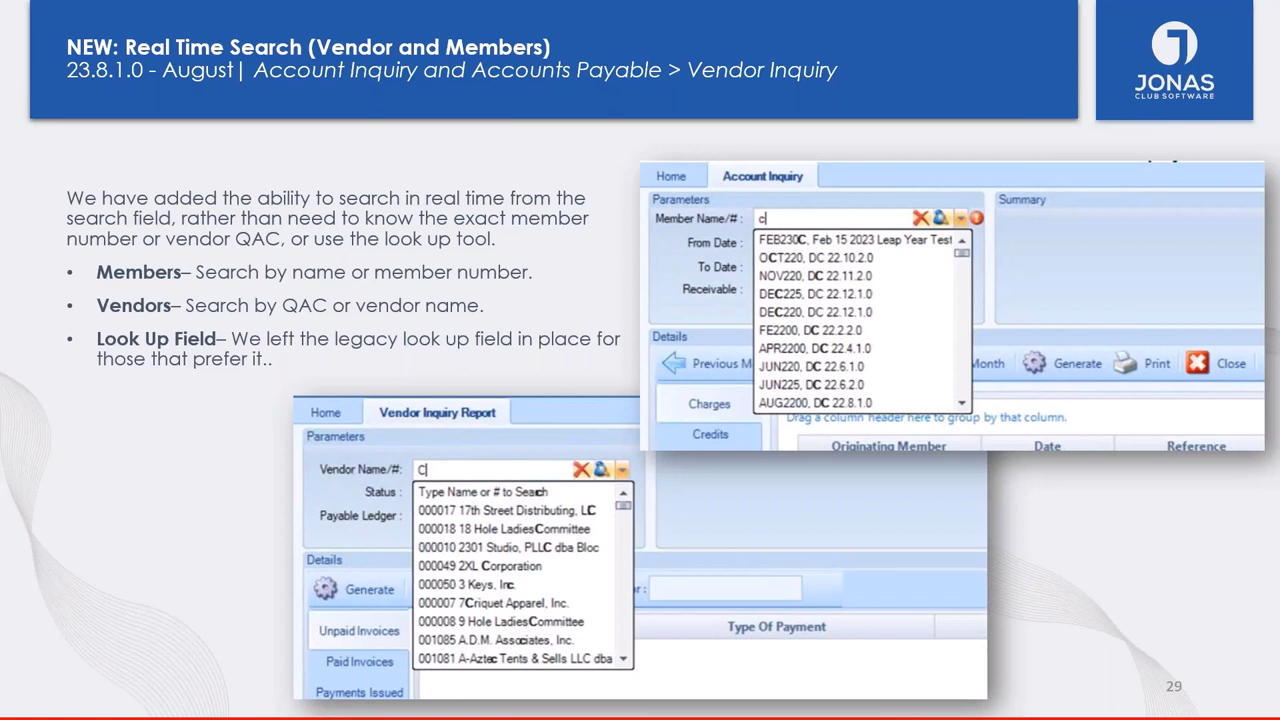 NEW: Real Time Search (Vendor and Members)
23.8.1.0 - August| Account Inquiry and Accounts Payable > Vendor Inquiry
JONAS
CLUB SOFTWARE
We have added the ability to search in real time from the
search field, rather than need to know the exact member
number or vendor QAC, or use the look up tool.
• Members– Search by name or member number.
• Vendors– Search by QAC or vendor name.
• Look Up Field– We left the legacy look up field in place for
those that prefer it..
Home
Account Inquiry
Parameters
Summary
Member Name/# :
c
From Date :
To Date :
Receivable :
FEB230C, Feb 15 2023 Leap Year Test
OCT220, DC 22.10.2.0
NOV220, DC 22.11.2.0
DEC225, DC 22.12.1.0
DEC220, DC 22.12.1.0
FE2200, DC 22.2.2.0
APR2200, DC 22.4.1.0
JUN220, DC 22.6.1.0
JUN225, DC 22.6.2.0
AUG2200, DC 22.8.1.0
Details
Previous M
Month
Generate
Print
Close
Charges
Credits
Drag a column header here to group by that column.
Originating Member
Date
Reference
Home
Vendor Inquiry Report
Parameters
Vendor Name/#:
C
Status :
Payable Ledger :
Type Name or # to Search
000017 17th Street Distributing, LC
000018 18 Hole LadiesCommittee
000010 2301 Studio, PLLC dba Bloc
000049 2XL Corporation
000050 3 Keys, Inc.
000007 7Criquet Apparel, Inc.
000008 9 Hole LadiesCommittee
001085 A.D.M. Associates, Inc.
001081 A-Aztec Tents & Sells LLC dba
Details
Generate
r :
Unpaid Invoices
Paid Invoices
Payments Issued
Type Of Payment
29